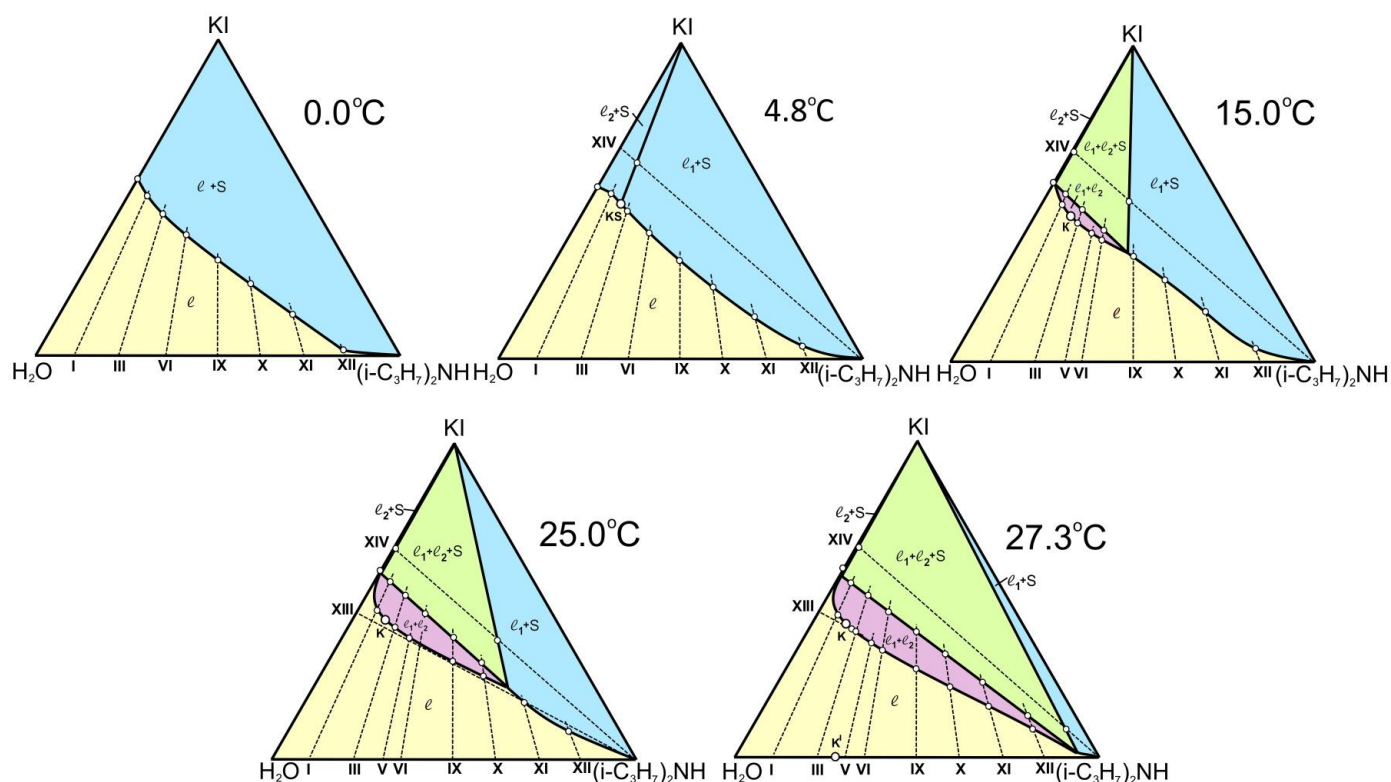 KI
0.0°C
ℓ+S
ℓ
H₂O I III VI IX X XI XII (i-C₃H₇)₂NH
KI
4.8°C
ℓ₂+S
XIV
ℓ₁+S
KS
H₂O I III VI IX X XI XII (i-C₃H₇)₂NH
KI
15.0°C
ℓ₂+S
XIV
ℓ₁+ℓ₂+S
ℓ₁+S
ℓ₁+ℓ₂
K
ℓ
H₂O I III V VI IX X XI XII (i-C₃H₇)₂NH
KI
25.0°C
ℓ₂+S
XIV
ℓ₁+ℓ₂+S
XIII
ℓ₁+S
K
ℓ₁+ℓ₂
ℓ
H₂O I III V VI IX X XI XII (i-C₃H₇)₂NH
KI
27.3°C
ℓ₂+S
XIV
ℓ₁+ℓ₂+S
ℓ₁+S
XIII
K
ℓ₁+ℓ₂
ℓ
Kᴵ
H₂O I III V VI IX X XI XII (i-C₃H₇)₂NH